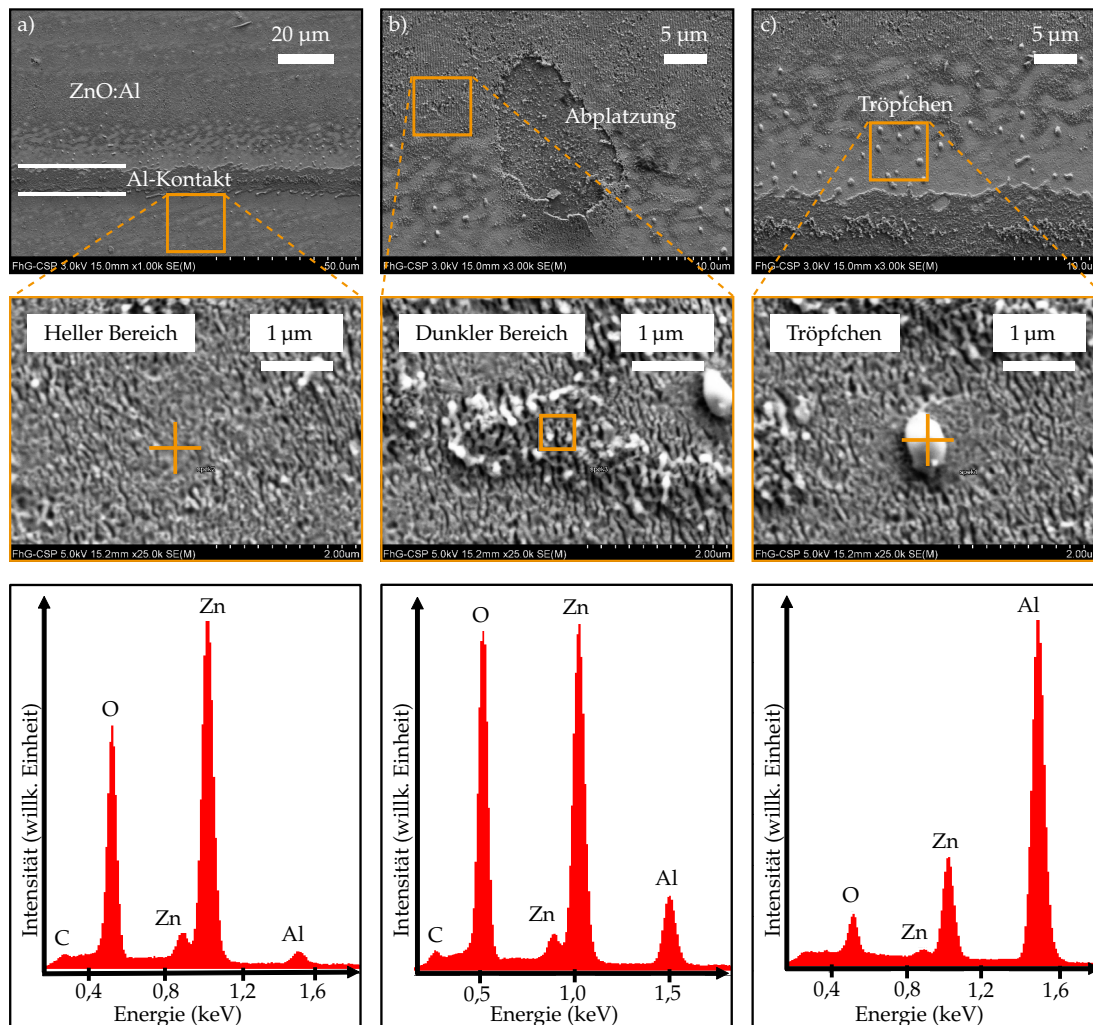 a)
20 µm
ZnO:Al
Al-Kontakt
FhG-CSP 3.0kV 15.0mm x1.00k SE(M)
50.0um
b)
5 µm
Abplatzung
FhG-CSP 3.0kV 15.0mm x3.00k SE(M)
10.0um
c)
5 µm
Tröpfchen
FhG-CSP 3.0kV 15.0mm x3.00k SE(M)
10.0um
Heller Bereich
1 µm
FhG-CSP 5.0kV 15.2mm x25.0k SE(M)
2.00um
Dunkler Bereich
1 µm
FhG-CSP 5.0kV 15.2mm x25.0k SE(M)
2.00um
Tröpfchen
1 µm
FhG-CSP 5.0kV 15.2mm x25.0k SE(M)
2.00u
Intensität (willk. Einheit)
C
O
Zn
Zn
Al
0,4 0,8 1,2 1,6
Energie (keV)
Intensität (willk. Einheit)
C
O
Zn
Zn
Al
0,5 1,0 1,5
Energie (keV)
Intensität (willk. Einheit)
O
Zn
Zn
Al
0,4 0,8 1,2 1,6
Energie (keV)